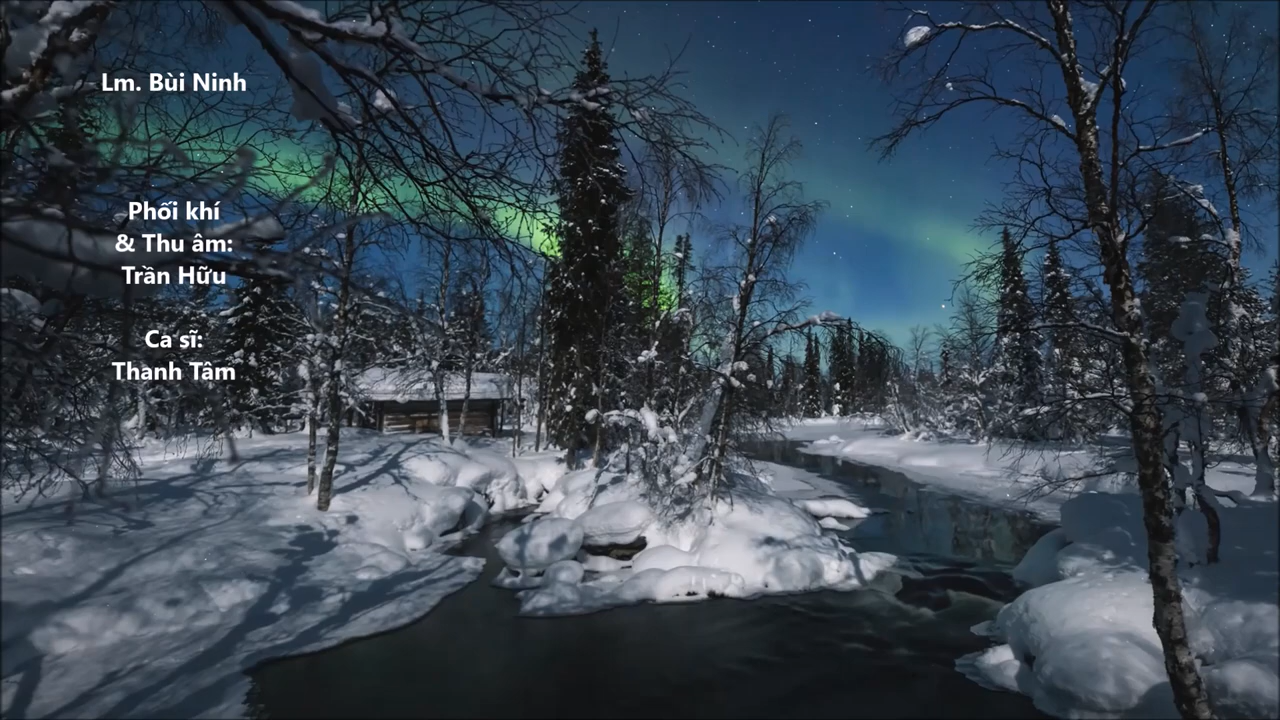 Lm. Bùi Ninh
Phối khí
& Thu âm:
Trần Hữu
Ca sĩ:
Thanh Tâm